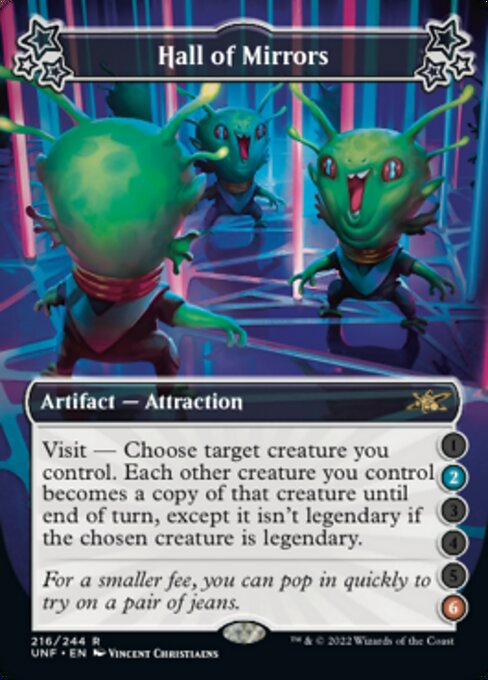 Hall of Mirrors
Artifact — Attraction
Visit — Choose target creature you
control. Each other creature you control
becomes a copy of that creature until
end of turn, except it isn't legendary if
the chosen creature is legendary.
For a smaller fee, you can pop in quickly to
try on a pair of jeans.
1
2
3
4
5
6
216/244 R
UNF • EN Vincent Christiaens
™ & © 2022 Wizards of the Coast